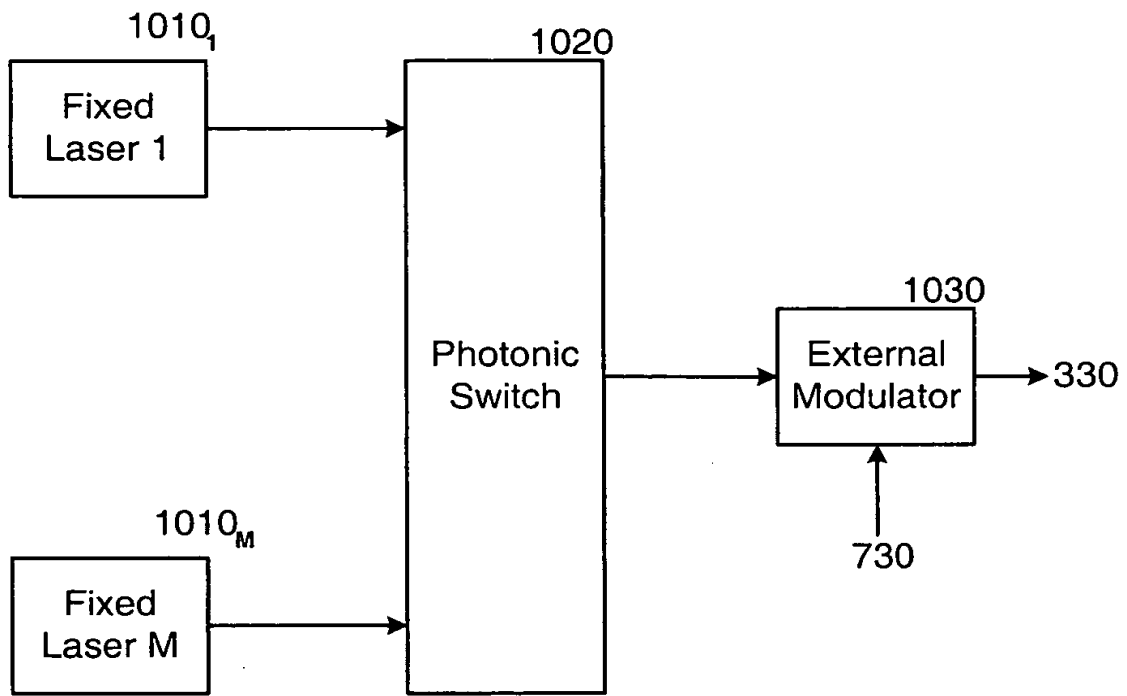 1010₁
Fixed
Laser 1
1020
Photonic
Switch
1030
External
Modulator
330
730
1010M
Fixed
Laser M